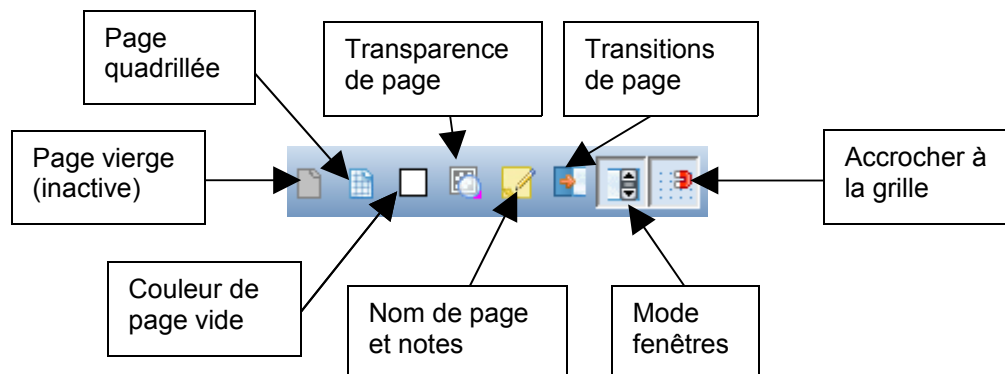 Page
quadrillée
Transparence
de page
Transitions
de page
Page vierge
(inactive)
Accrocher à
la grille
Couleur de
page vide
Nom de page
et notes
Mode
fenêtres